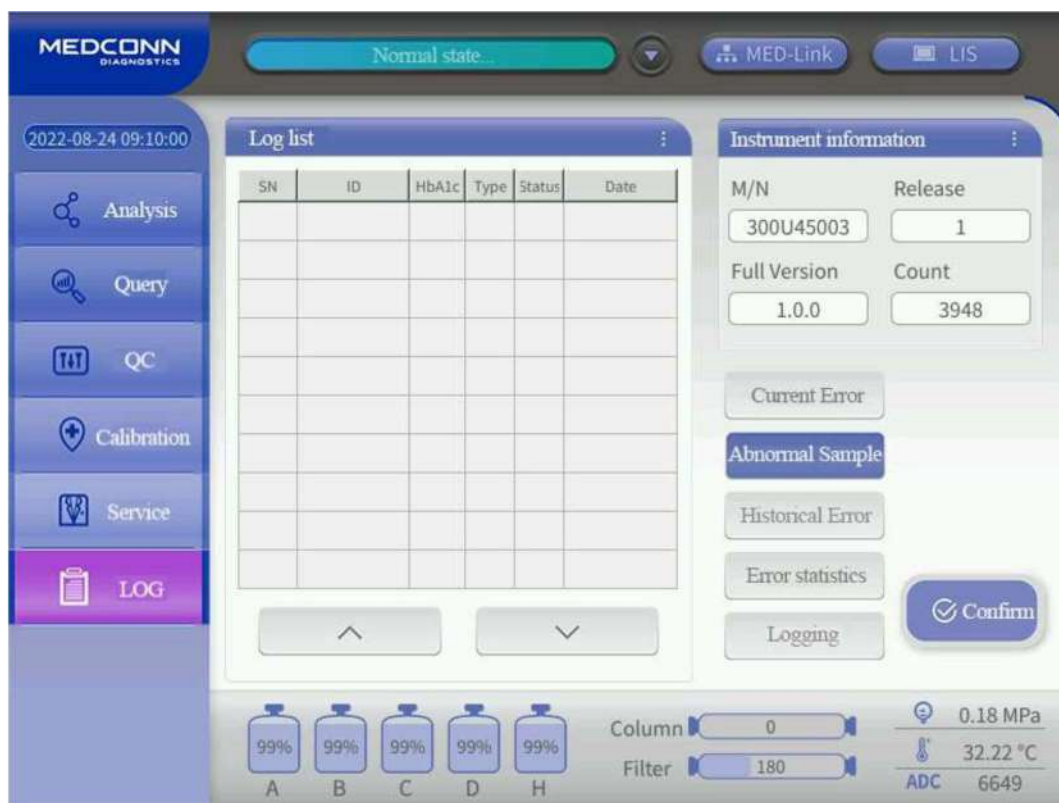 MEDCONN
DIAGNOSTICS
Normal state...
MED-Link
LIS
2022-08-24 09:10:00
Analysis
Query
QC
Calibration
Service
LOG
Log list
SN ID HbA1c Type Status Date
Instrument information
M/N Release
300U45003 1
Full Version Count
1.0.0 3948
Current Error
Abnormal Sample
Historical Error
Error statistics
Logging
Confirm
99% 99% 99% 99% 99%
A B C D H
Column 0
Filter 180
0.18 MPa
32.22 °C
ADC 6649